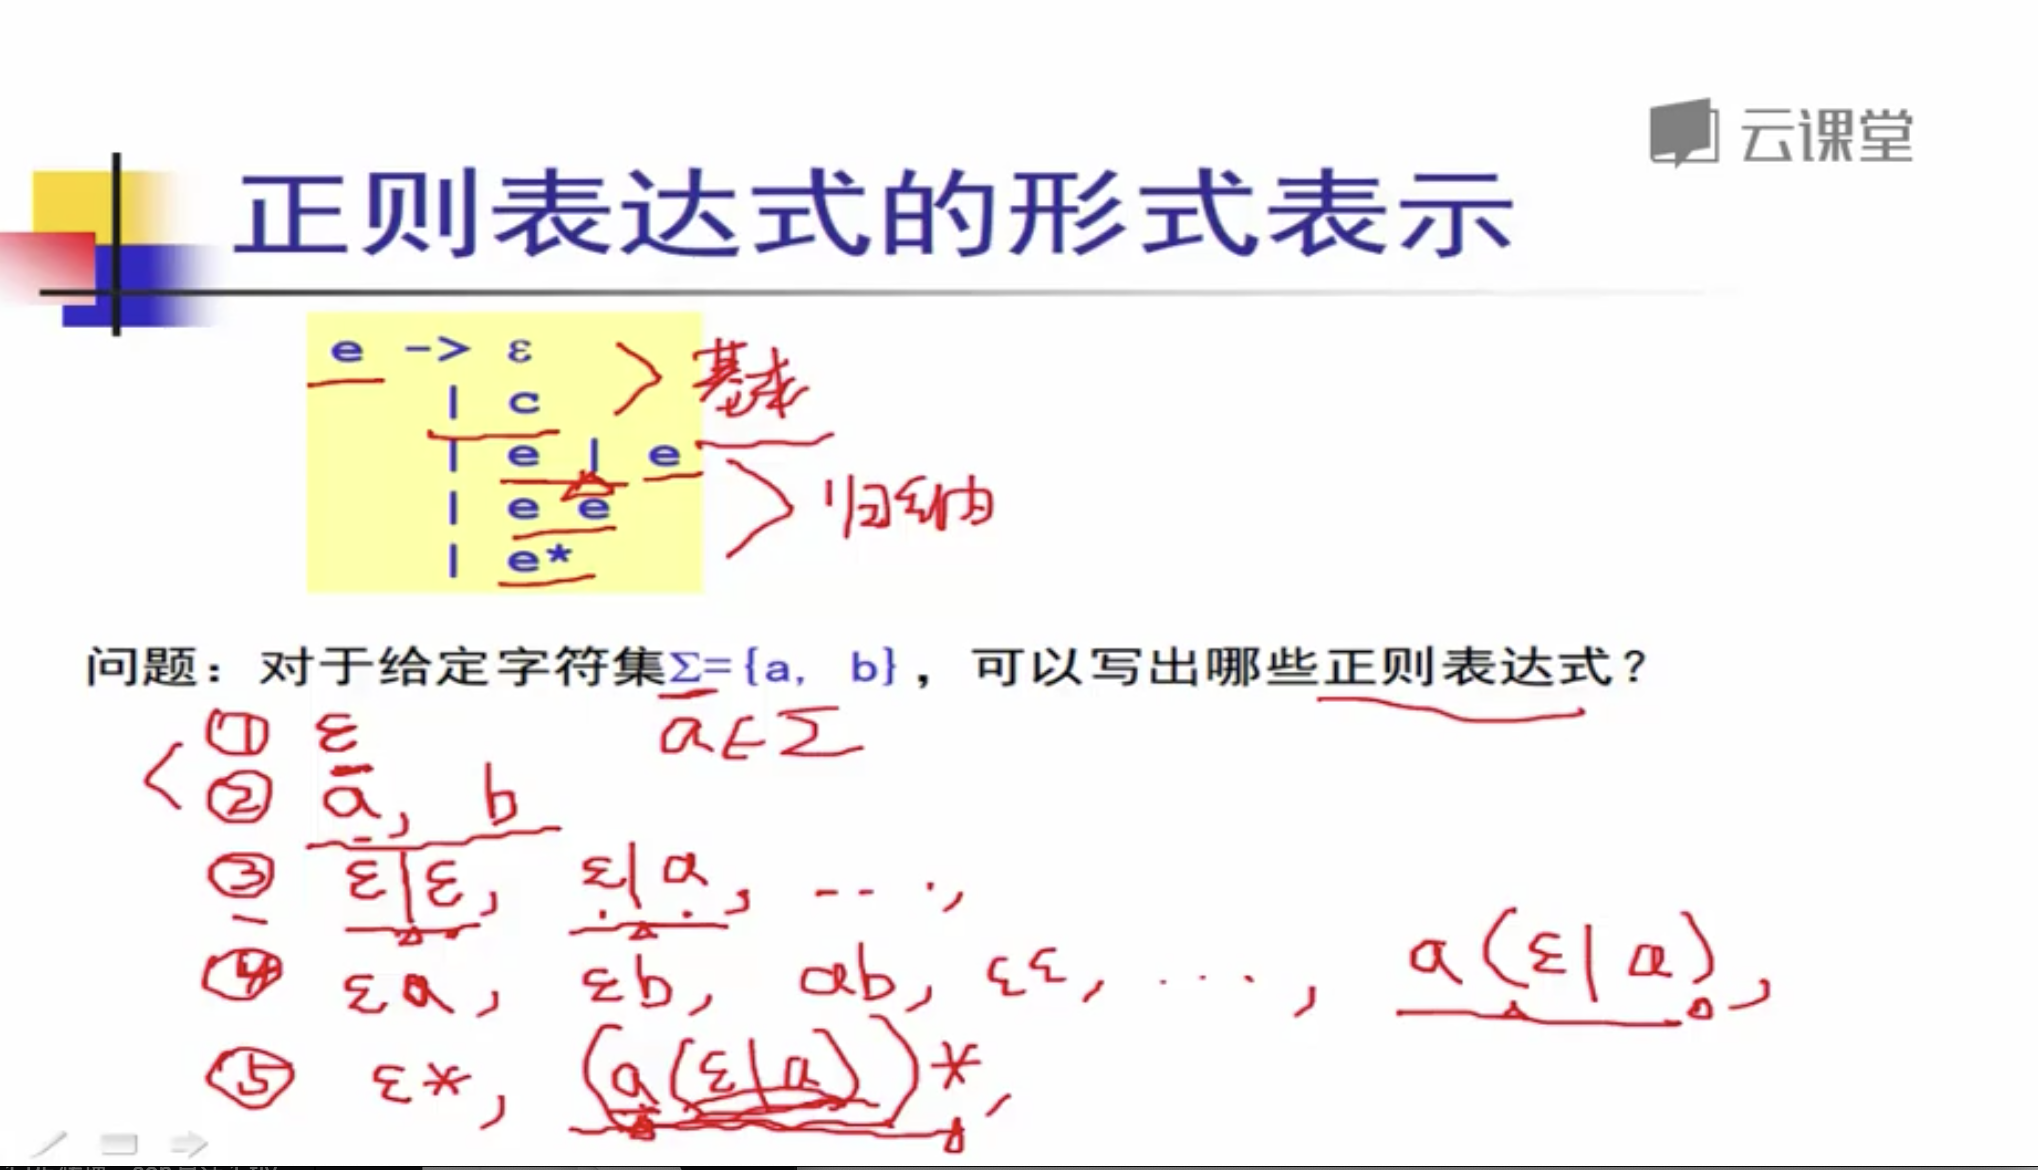 云课堂
正则表达式的形式表示
e -> ε
| c
基本
| e | e
| e e
归纳
| e*
问题：对于给定字符集Σ={a, b}，可以写出哪些正则表达式？
① ε a∈Σ
② a, b
③ ε|ε, ε|a, ...,
④ εa, εb, ab, εε, ..., a(ε|a),
⑤ ε*, (a(ε|a))*,